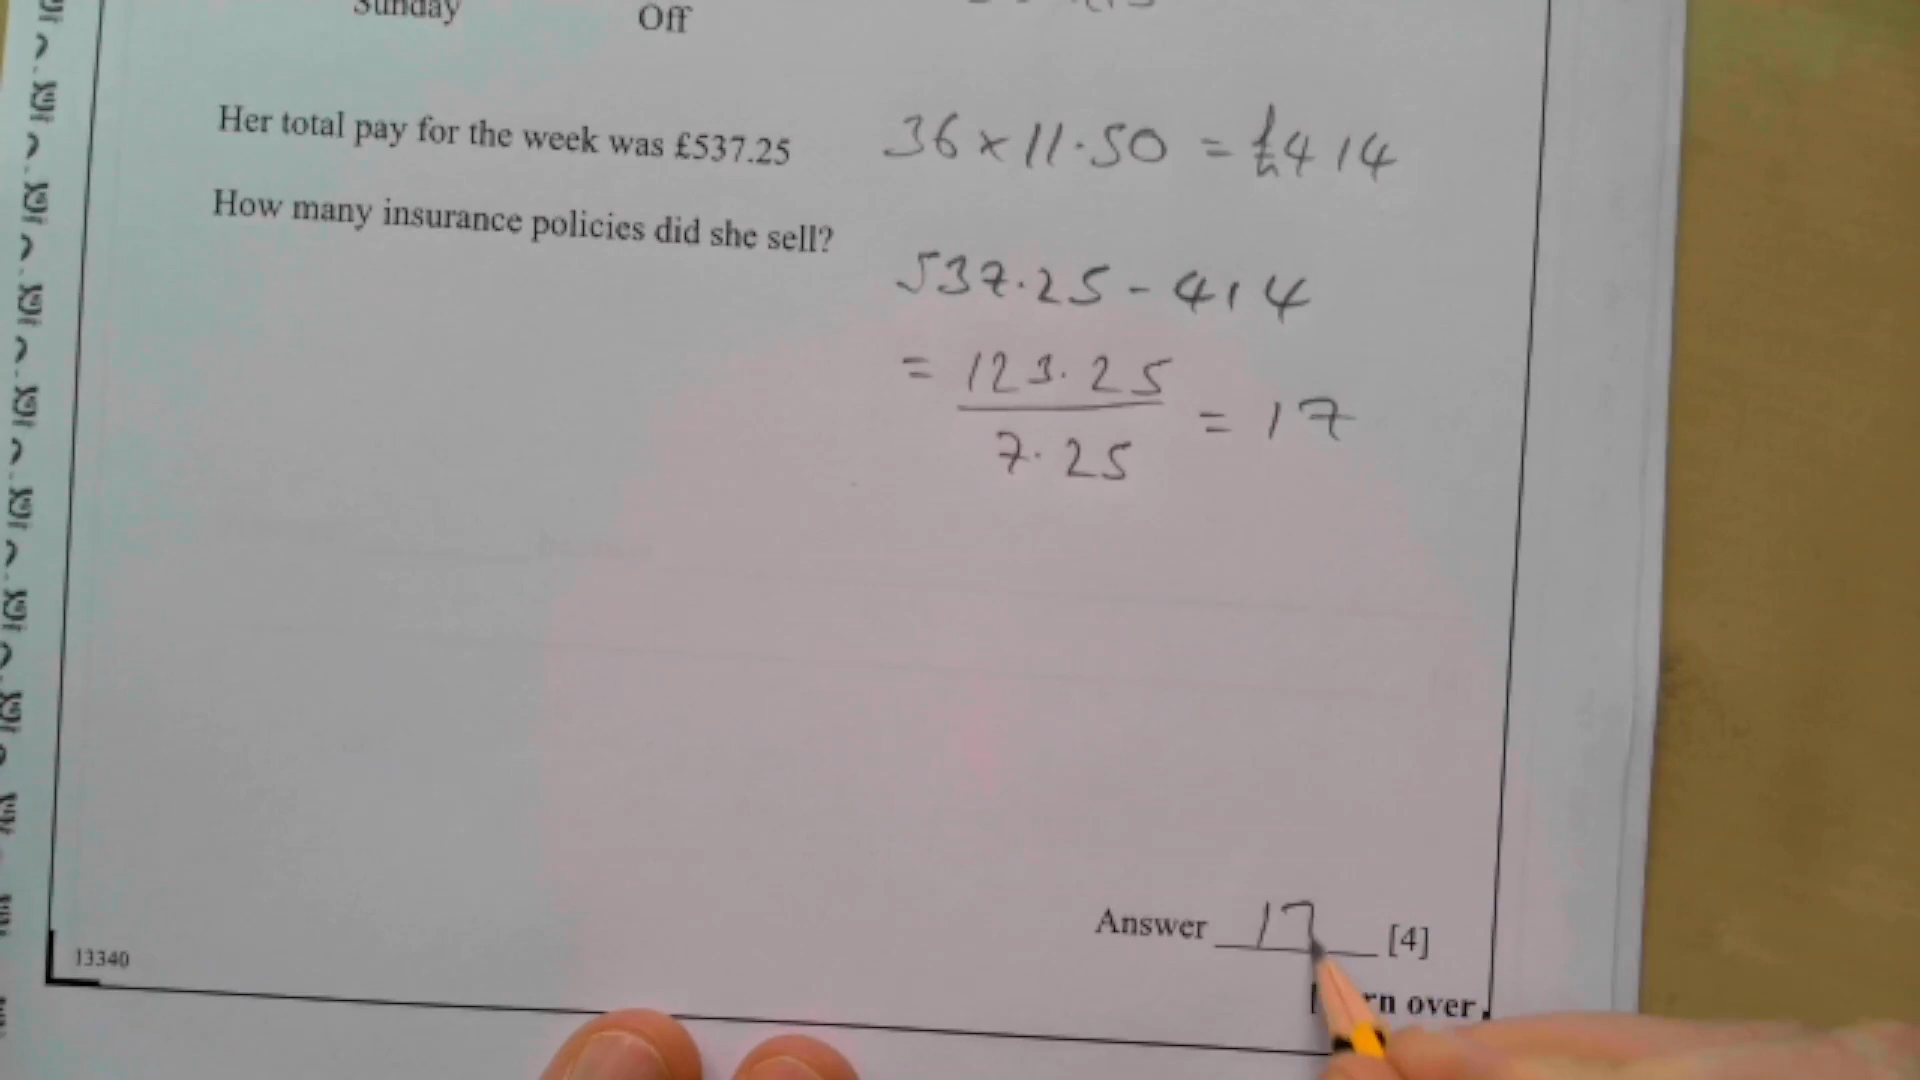 Sunday Off
Her total pay for the week was £537.25
36 × 11.50 = £414
How many insurance policies did she sell?
537.25 - 414
= 123.25
7.25
= 17
Answer 17 [4]
13340
rn over